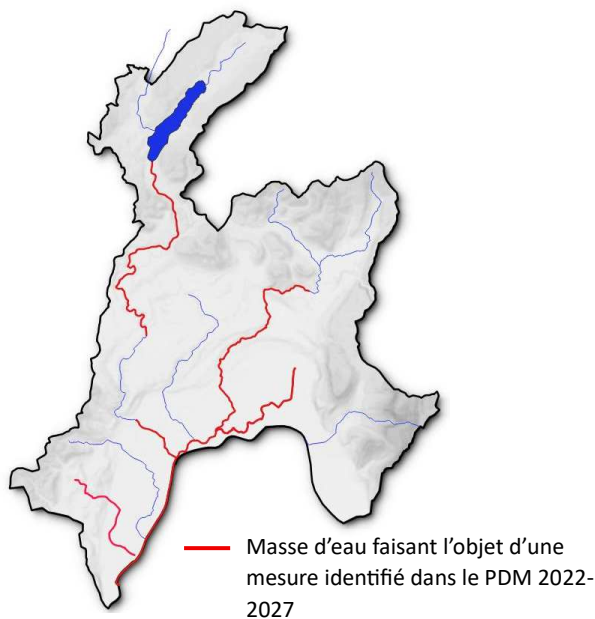 Masse d'eau faisant l'objet d'une
mesure identifié dans le PDM 2022-
2027